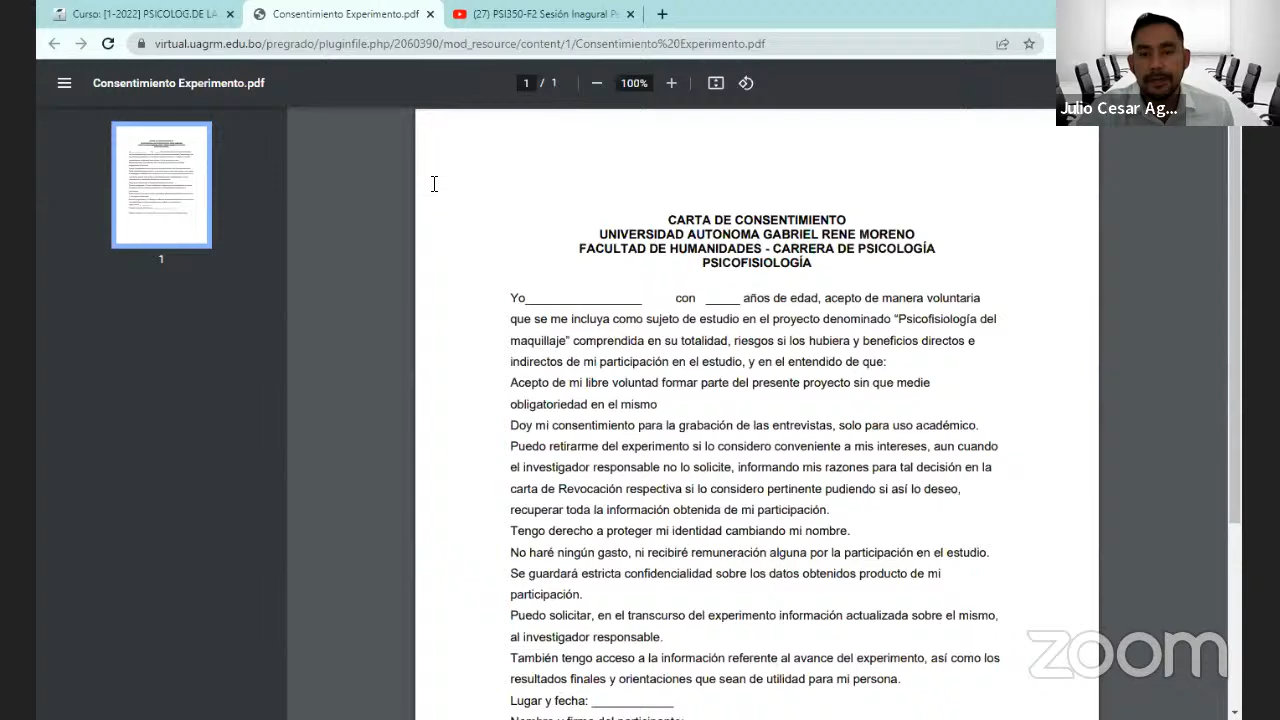 Curso: [1-2022] PSICOLOG.DE LA
Consentimiento Experimento.pdf
(27) PSI350-F2 Sesión Inagural Ps
virtual.uagrm.edu.bo/pregrado/pluginfile.php/2060390/mod_resource/content/1/Consentimiento%20Experimento.pdf
Consentimiento Experimento.pdf
1 / 1
100%
Julio Cesar Ag...
1
CARTA DE CONSENTIMIENTO
UNIVERSIDAD AUTONOMA GABRIEL RENE MORENO
FACULTAD DE HUMANIDADES - CARRERA DE PSICOLOGÍA
PSICOFISIOLOGÍA
Yo_________________ con _____ años de edad, acepto de manera voluntaria
que se me incluya como sujeto de estudio en el proyecto denominado “Psicofisiología del
maquillaje” comprendida en su totalidad, riesgos si los hubiera y beneficios directos e
indirectos de mi participación en el estudio, y en el entendido de que:
Acepto de mi libre voluntad formar parte del presente proyecto sin que medie
obligatoriedad en el mismo
Doy mi consentimiento para la grabación de las entrevistas, solo para uso académico.
Puedo retirarme del experimento si lo considero conveniente a mis intereses, aun cuando
el investigador responsable no lo solicite, informando mis razones para tal decisión en la
carta de Revocación respectiva si lo considero pertinente pudiendo si así lo deseo,
recuperar toda la información obtenida de mi participación.
Tengo derecho a proteger mi identidad cambiando mi nombre.
No haré ningún gasto, ni recibiré remuneración alguna por la participación en el estudio.
Se guardará estricta confidencialidad sobre los datos obtenidos producto de mi
participación.
Puedo solicitar, en el transcurso del experimento información actualizada sobre el mismo,
al investigador responsable.
También tengo acceso a la información referente al avance del experimento, así como los
resultados finales y orientaciones que sean de utilidad para mi persona.
Lugar y fecha: ____________
Nombre y firma del participante:
zoom